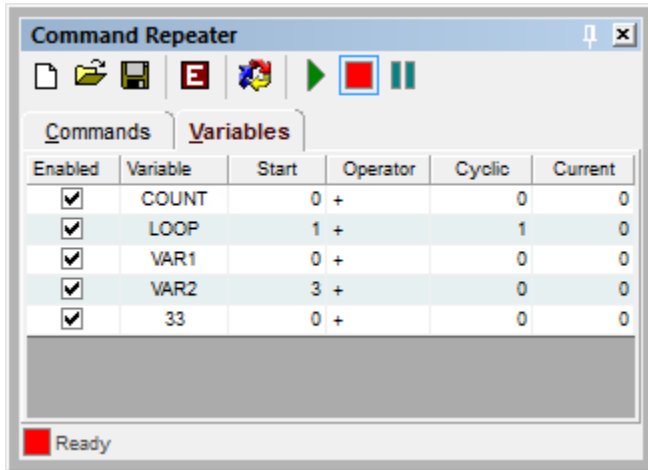 Command Repeater
E
Commands Variables
Enabled Variable Start Operator Cyclic Current
COUNT 0 + 0 0
LOOP 1 + 1 0
VAR1 0 + 0 0
VAR2 3 + 0 0
33 0 + 0 0
Ready